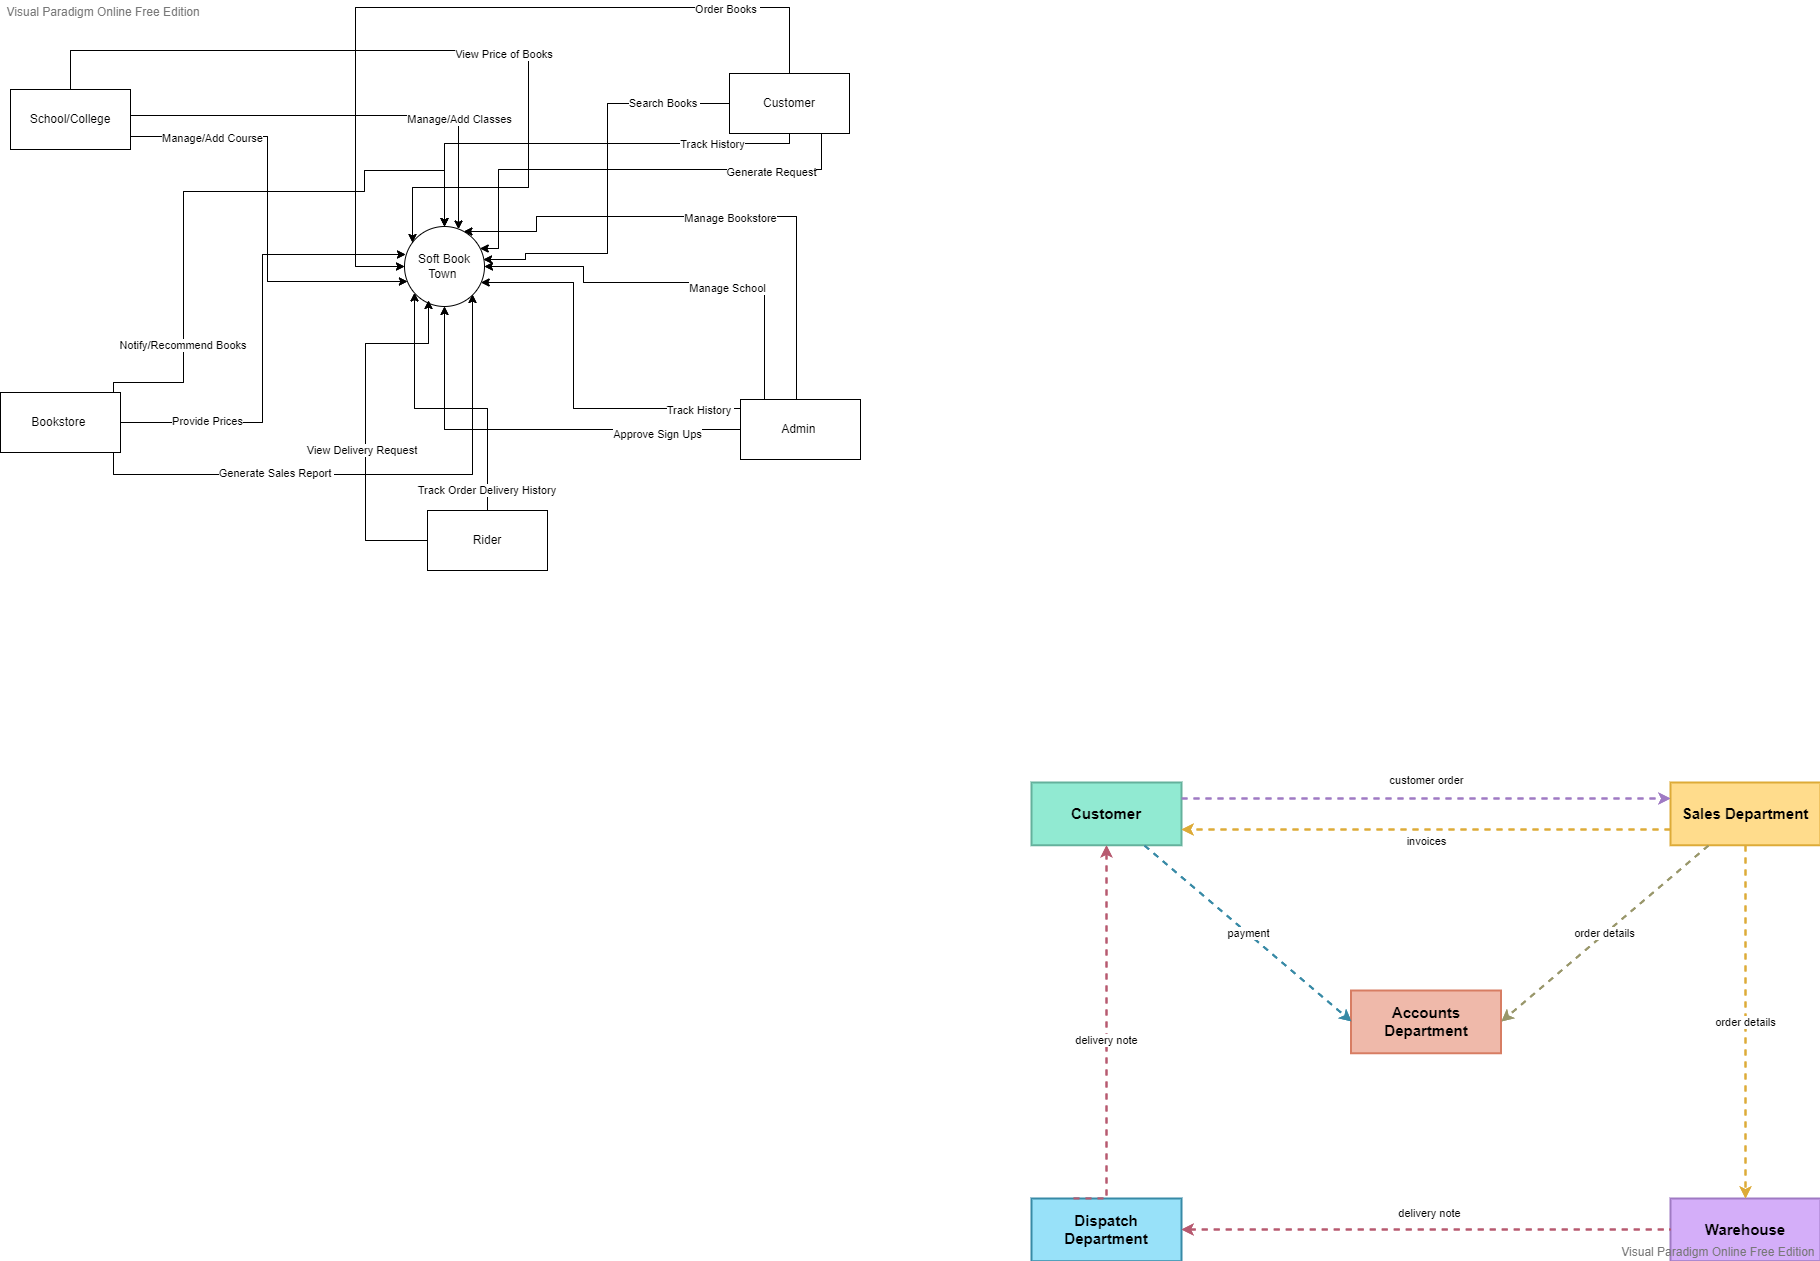 Visual Paradigm Online Free Edition
Order Books
View Price of Books
School/College
Customer
Search Books
Manage/Add Classes
Manage/Add Course
Track History
Generate Request
Manage Bookstore
Soft Book
Town
Manage School
Notify/Recommend Books
Bookstore
Provide Prices
Track History
Approve Sign Ups
Admin
View Delivery Request
Generate Sales Report
Track Order Delivery History
Rider
customer order
Customer
Sales Department
invoices
payment
order details
Accounts
Department
order details
delivery note
delivery note
Dispatch
Department
Warehouse
Visual Paradigm Online Free Edition